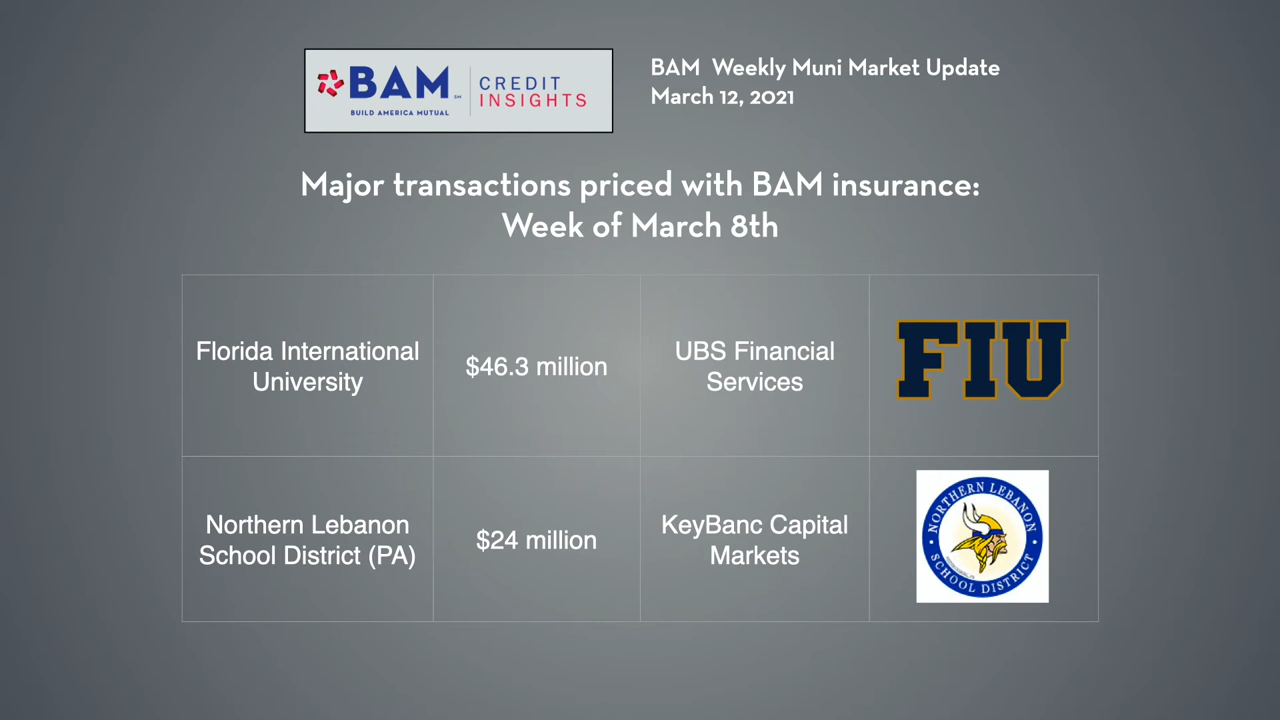 BAM SM
BUILD AMERICA MUTUAL
CREDIT
INSIGHTS
BAM Weekly Muni Market Update
March 12, 2021
Major transactions priced with BAM insurance:
Week of March 8th
Florida International
University
$46.3 million
UBS Financial
Services
FIU
Northern Lebanon
School District (PA)
$24 million
KeyBanc Capital
Markets
NORTHERN LEBANON
SCHOOL DISTRICT